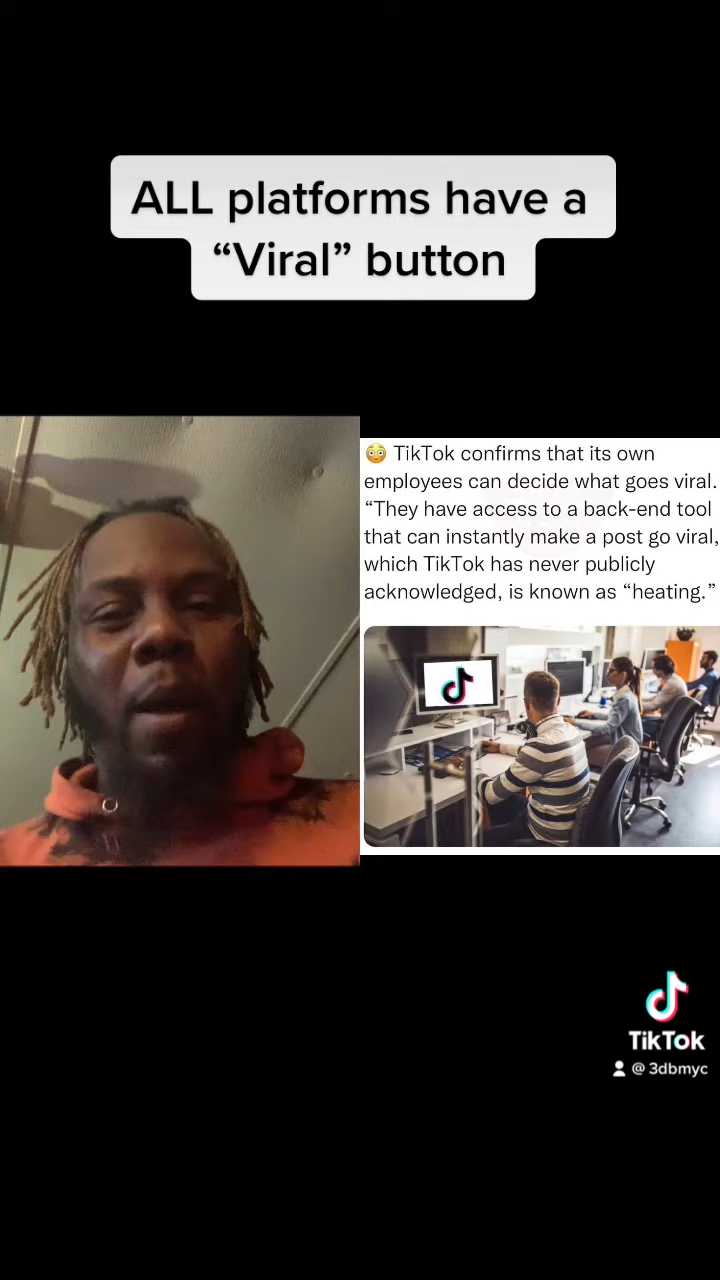 ALL platforms have a
“Viral” button
😳 TikTok confirms that its own
employees can decide what goes viral.
“They have access to a back-end tool
that can instantly make a post go viral,
which TikTok has never publicly
acknowledged, is known as “heating.”
TikTok
@ 3dbmyc